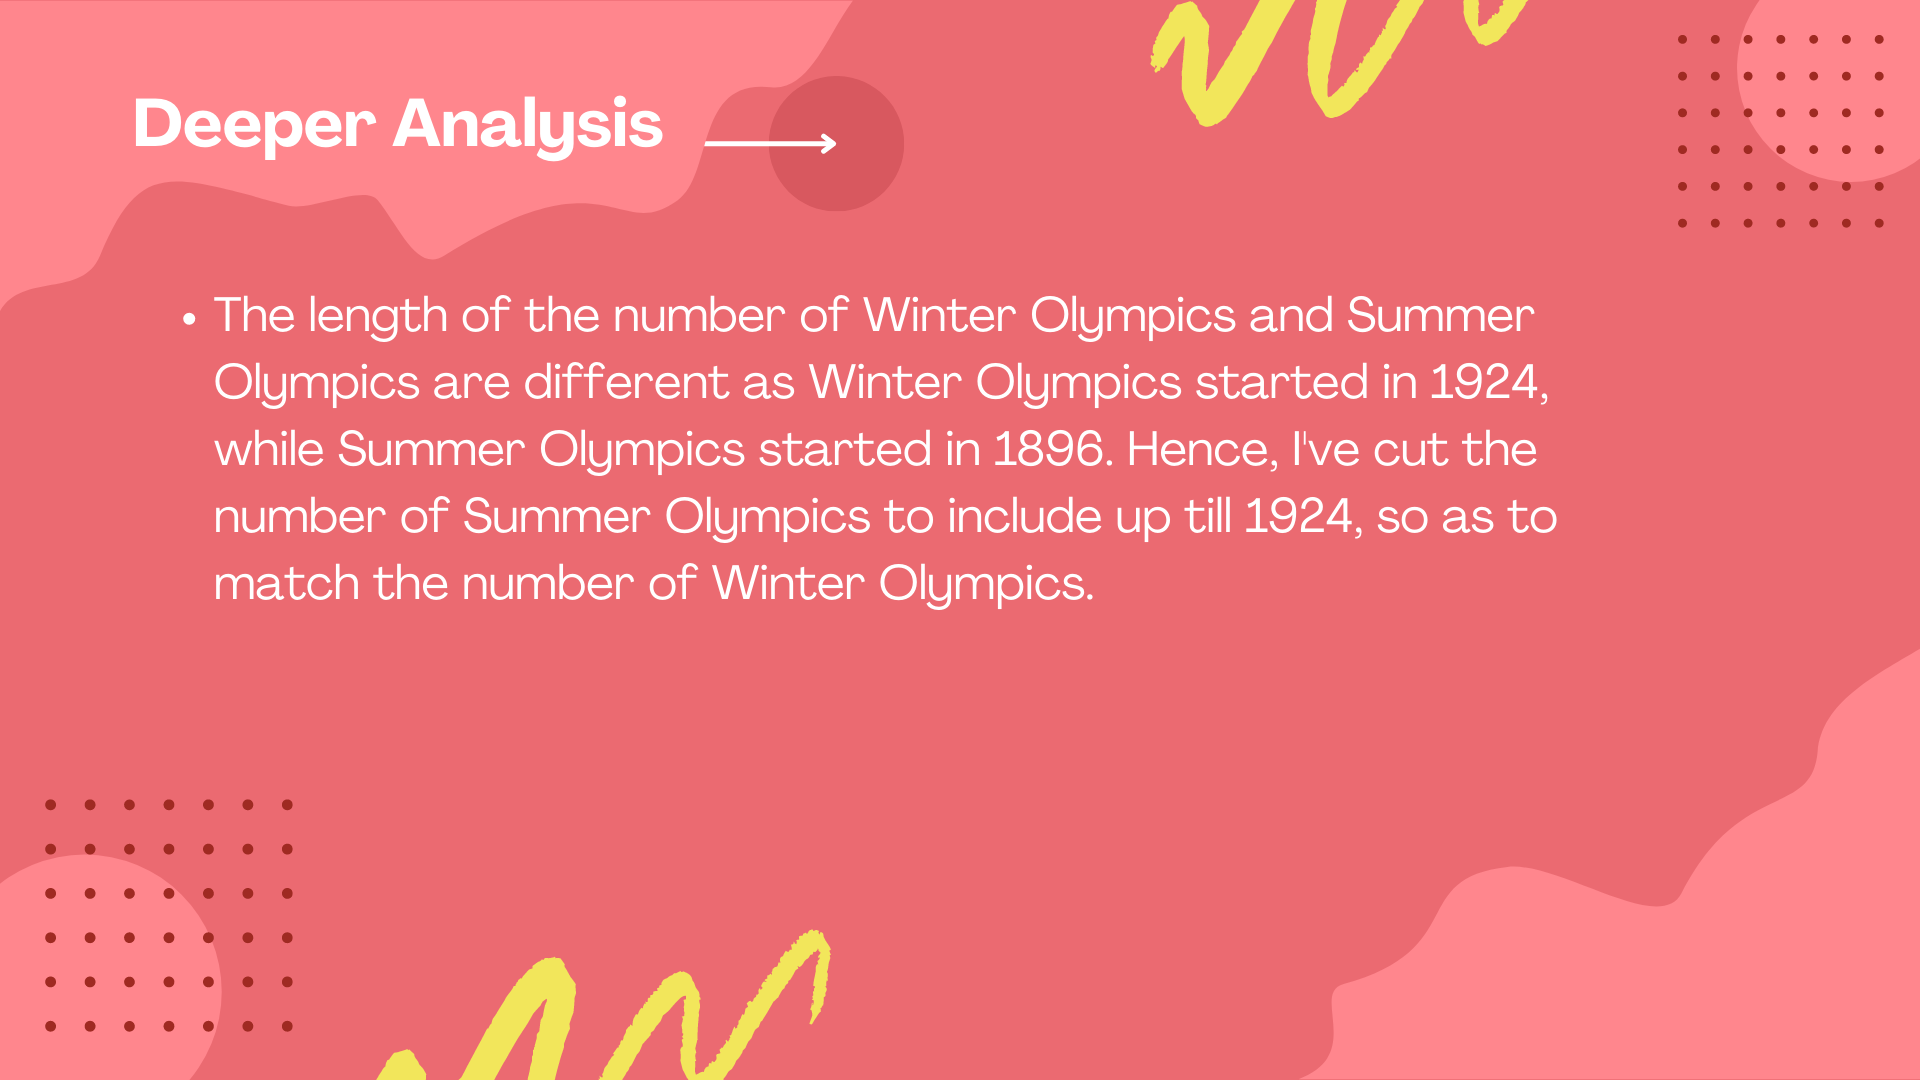 Deeper Analysis
• The length of the number of Winter Olympics and Summer
Olympics are different as Winter Olympics started in 1924,
while Summer Olympics started in 1896. Hence, I've cut the
number of Summer Olympics to include up till 1924, so as to
match the number of Winter Olympics.